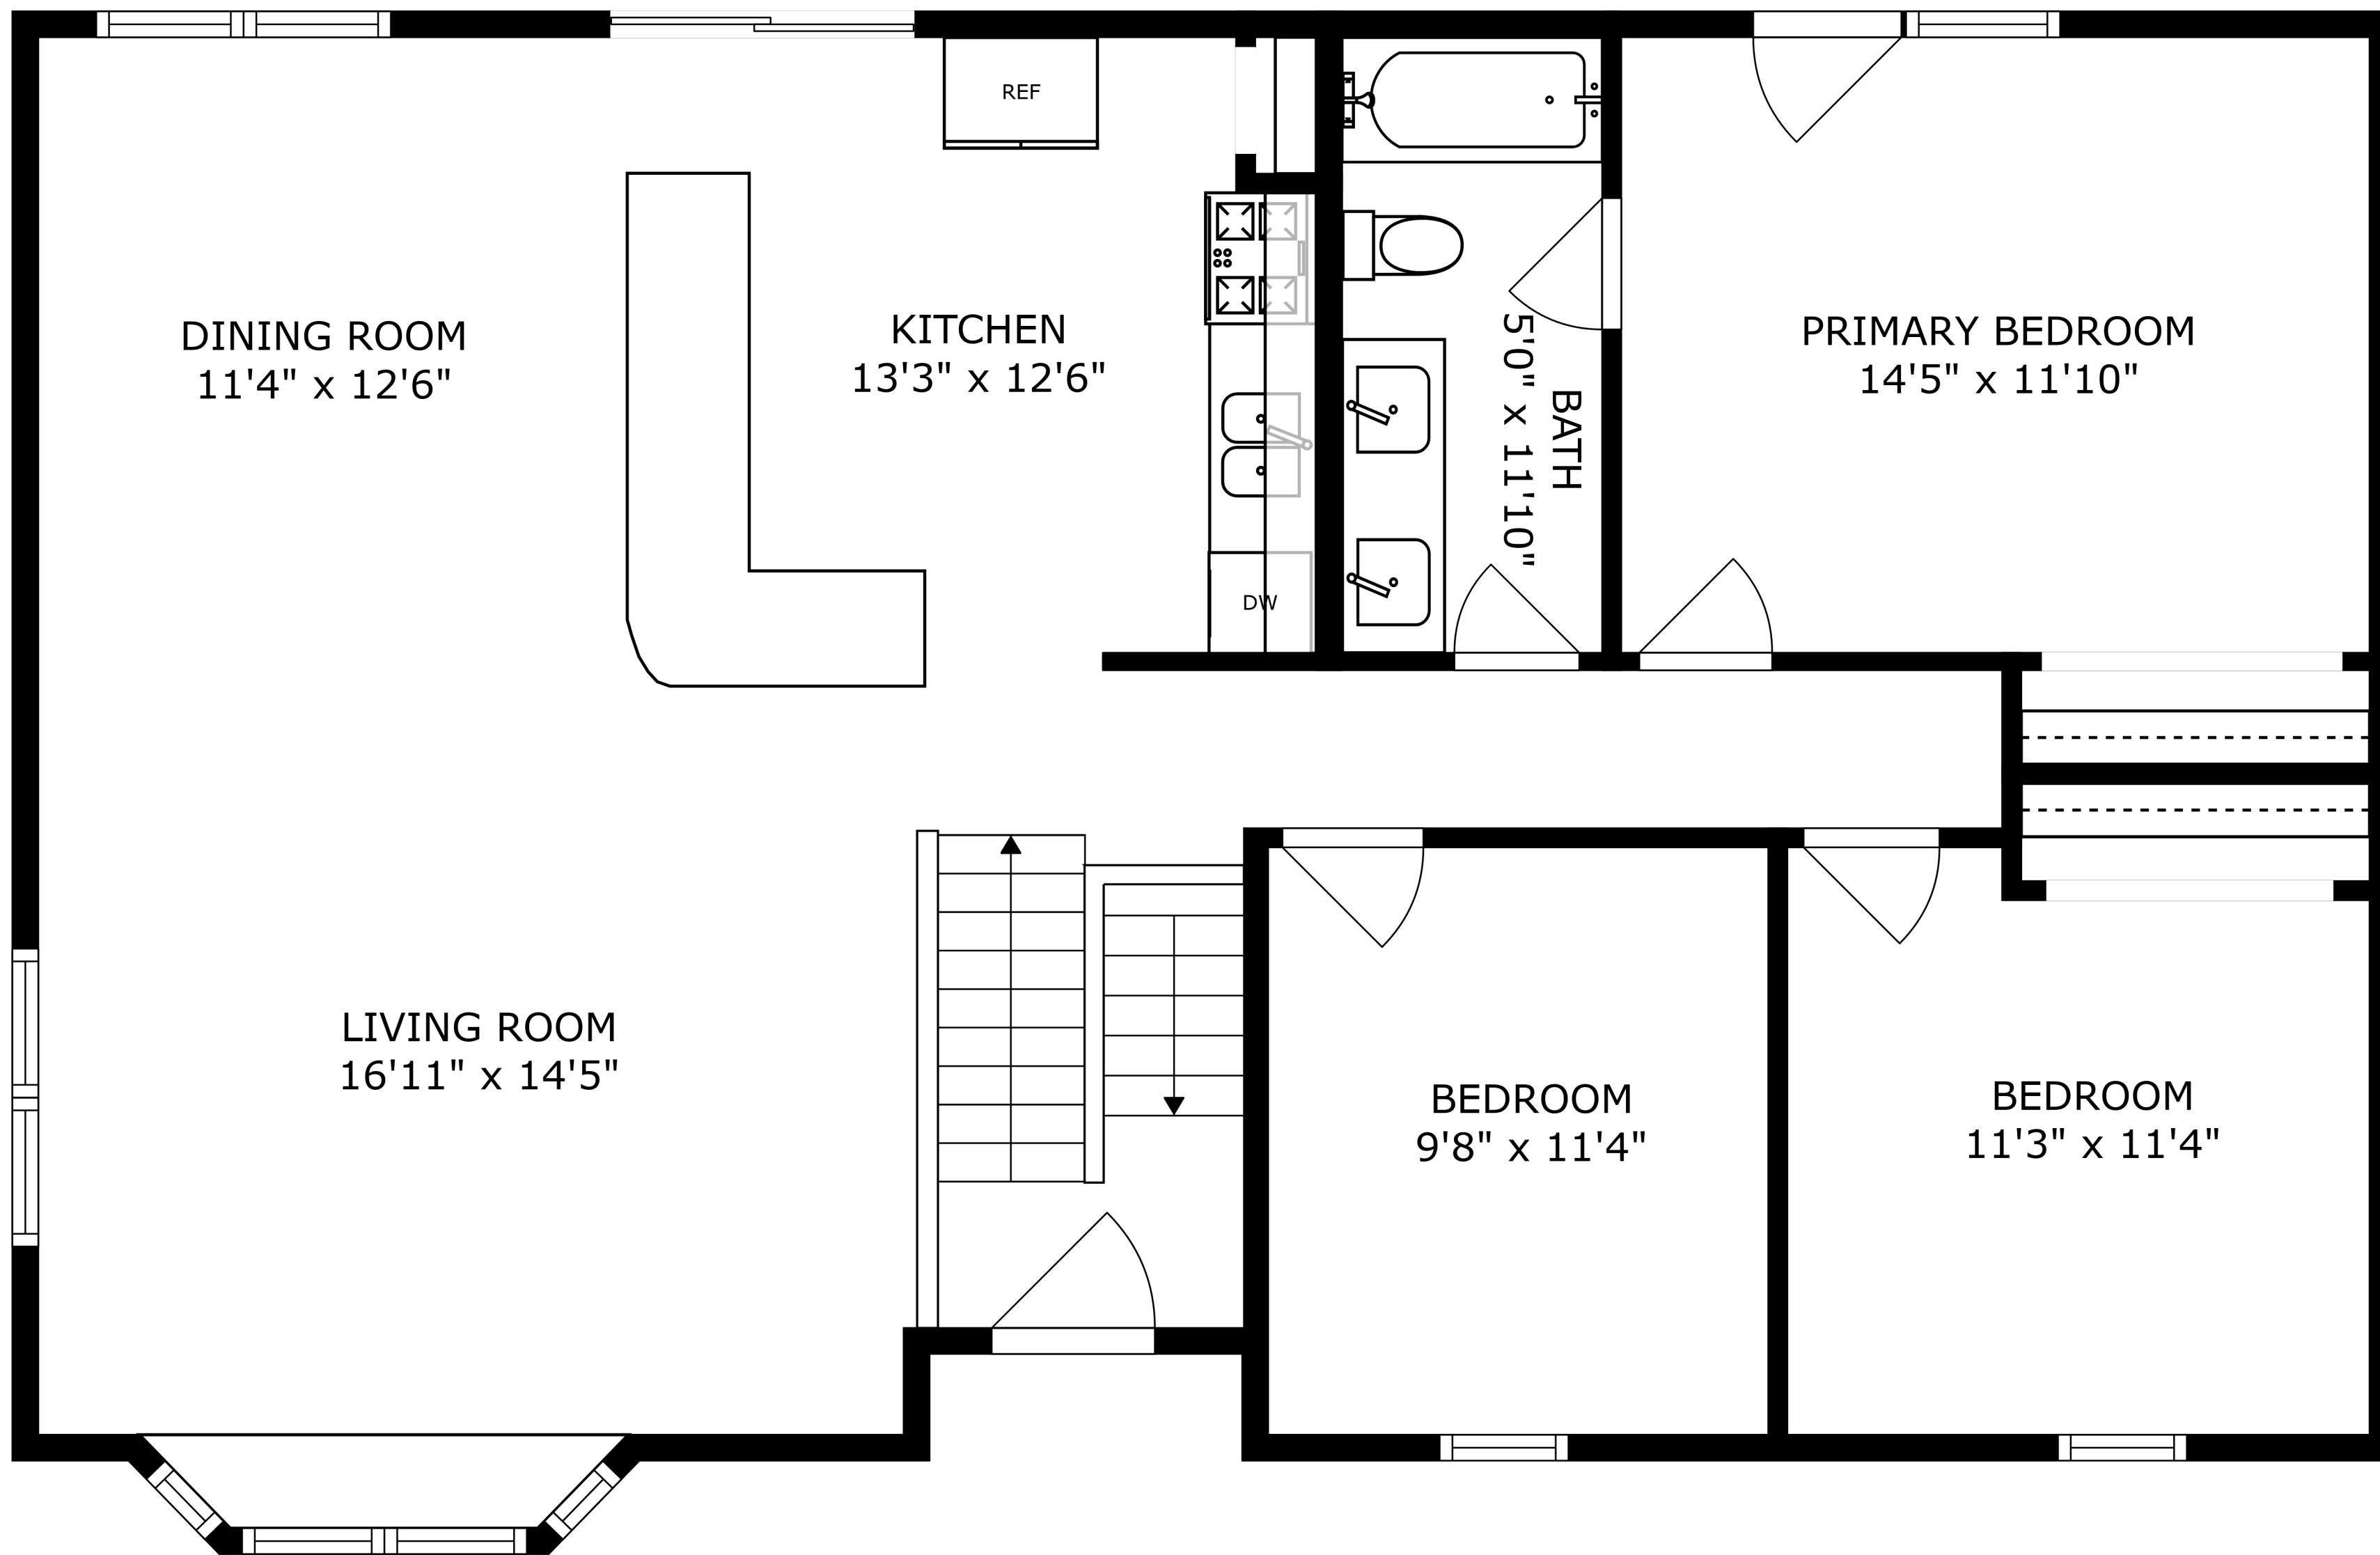 REF
DINING ROOM
11'4" x 12'6"
KITCHEN
13'3" x 12'6"
BATH
5'0" x 11'10"
PRIMARY BEDROOM
14'5" x 11'10"
DW
LIVING ROOM
16'11" x 14'5"
BEDROOM
9'8" x 11'4"
BEDROOM
11'3" x 11'4"